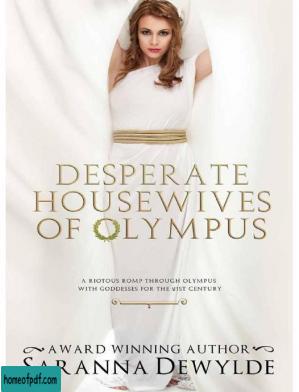 DESPERATE
HOUSEWIVES
OF OLYMPUS
A RIOTOUS ROMP THROUGH OLYMPUS
WITH GODDESSES FOR THE 21ST CENTURY
AWARD WINNING AUTHOR
SARANNA DEWYLDE
homeofpdf.com